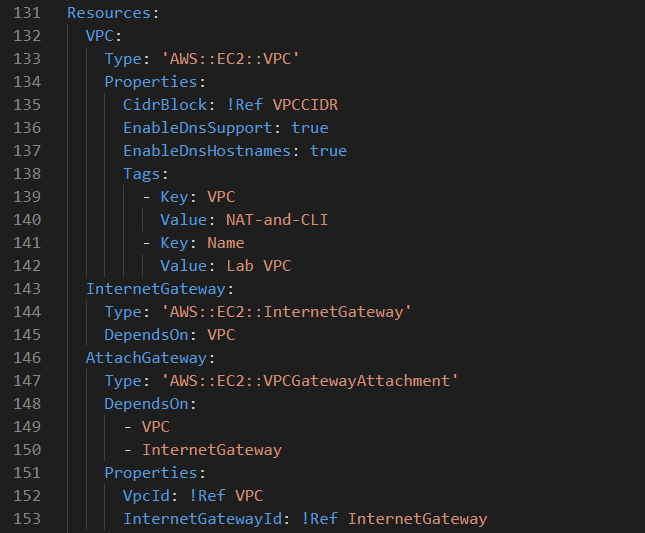 131 Resources:
132 VPC:
133 Type: 'AWS::EC2::VPC'
134 Properties:
135 CidrBlock: !Ref VPCCIDR
136 EnableDnsSupport: true
137 EnableDnsHostnames: true
138 Tags:
139 - Key: VPC
140 Value: NAT-and-CLI
141 - Key: Name
142 Value: Lab VPC
143 InternetGateway:
144 Type: 'AWS::EC2::InternetGateway'
145 DependsOn: VPC
146 AttachGateway:
147 Type: 'AWS::EC2::VPCGatewayAttachment'
148 DependsOn:
149 - VPC
150 - InternetGateway
151 Properties:
152 VpcId: !Ref VPC
153 InternetGatewayId: !Ref InternetGateway